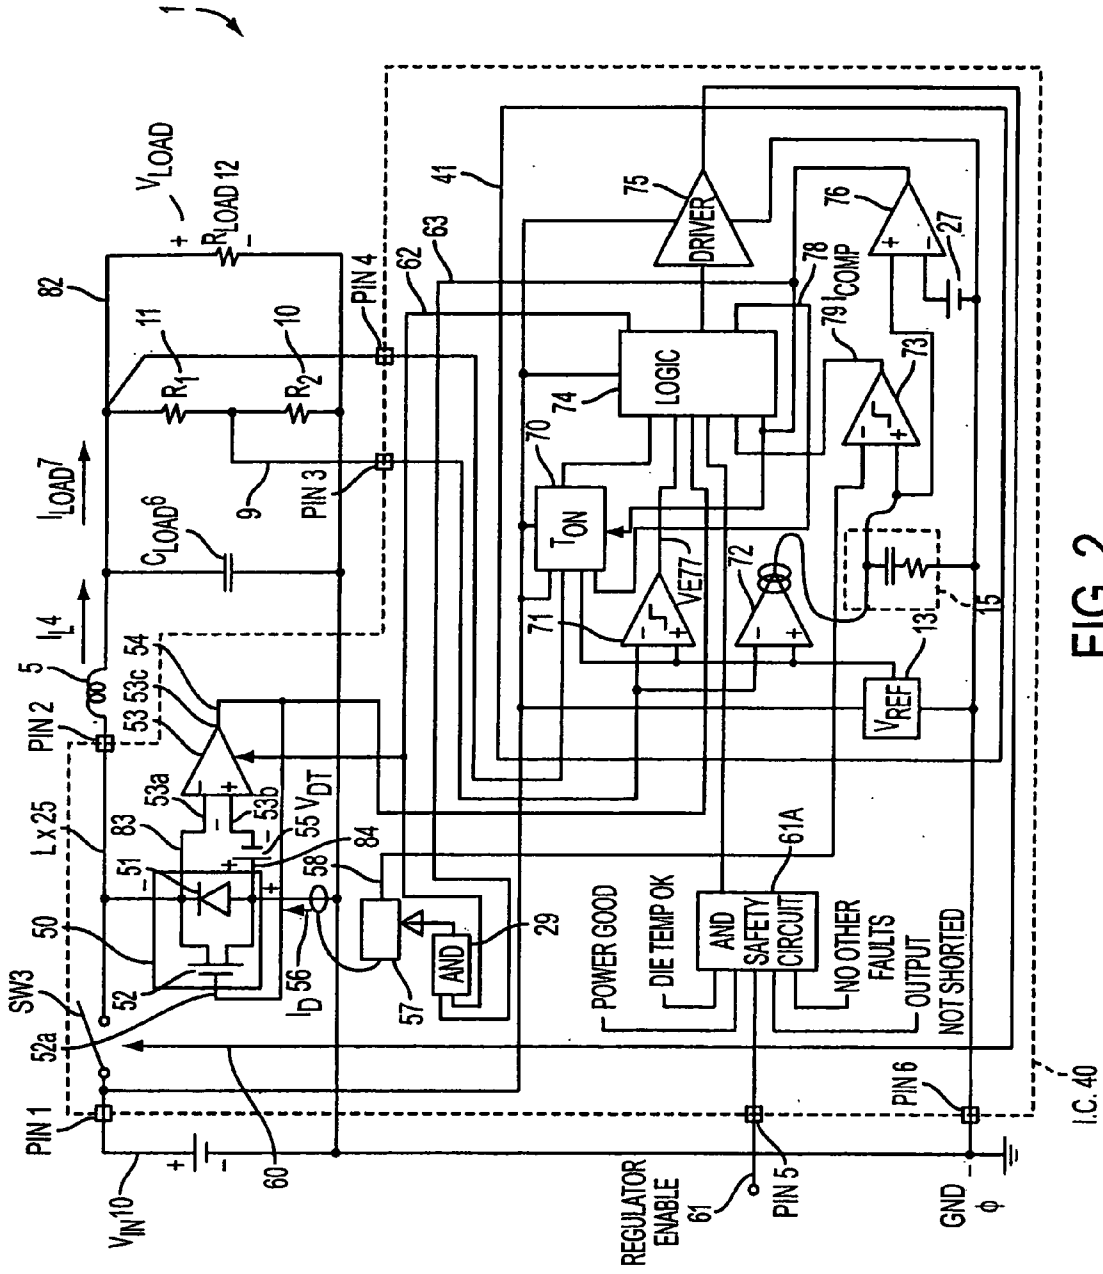 1
VIN 10
+
-
PIN 1
SW3
60
52a
50
52
51
-
+
83
Lx25
PIN 2
5
IL4
ILOAD 7
CLOAD 6
9
11
R1
R2
10
82
+
VLOAD
RLOAD 12
-
PIN 3
PIN 4
53a
-
+
53b
53
53c
54
-
55 VDT
+
84
58
ID
56
57
AND
29
62
63
41
70
TON
71
-
+
VE77
72
-
+
74
LOGIC
75
DRIVER
78
79
ICOMP
73
-
+
76
+
-
27
15
13
VREF
61A
AND
SAFETY
CIRCUIT
POWER GOOD
DIE TEMP OK
NO OTHER
FAULTS
OUTPUT
NOT SHORTED
REGULATOR
ENABLE
61
PIN 5
PIN 6
GND -
ϕ
I.C. 40
FIG. 2